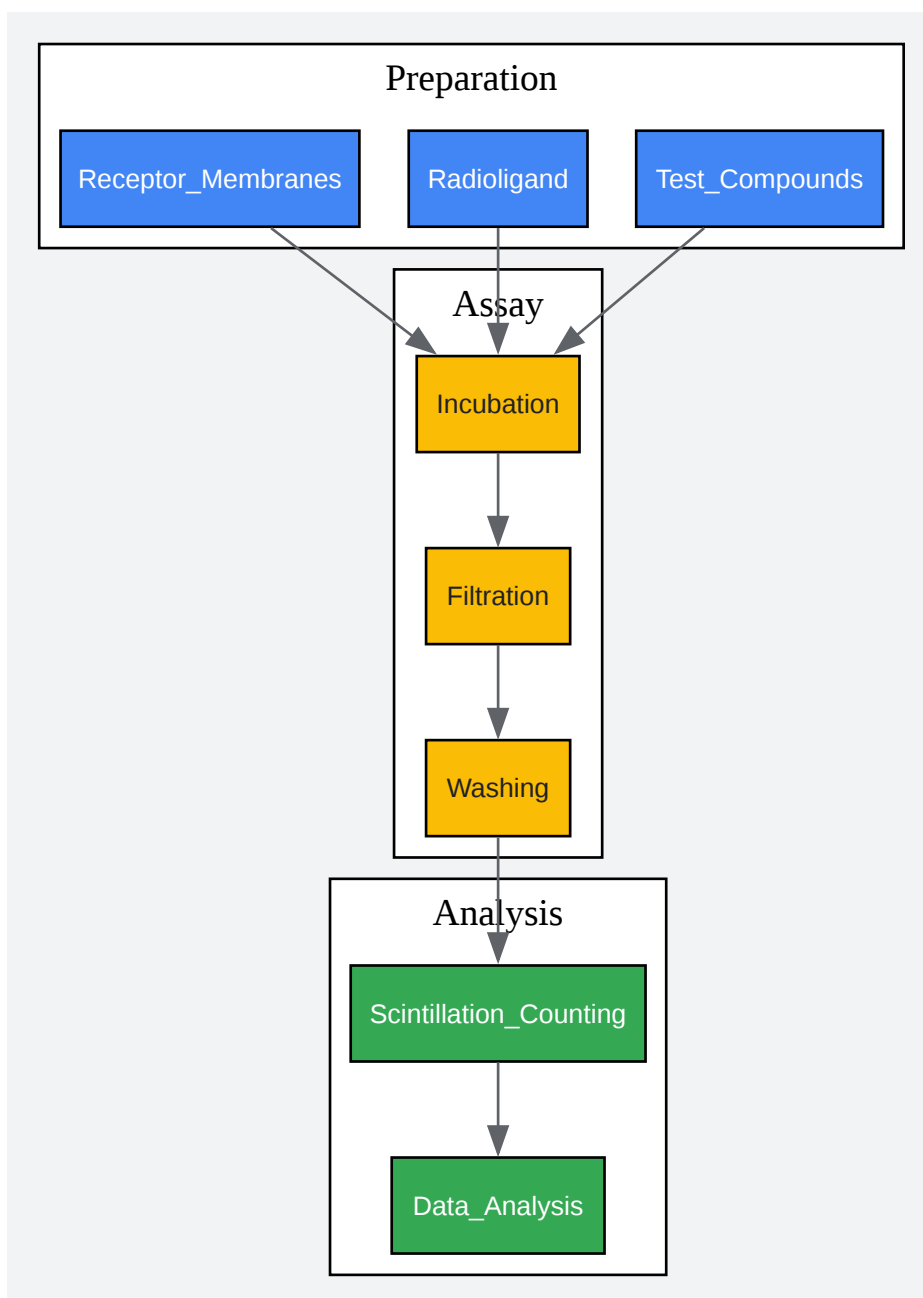 Preparation
Receptor_Membranes
Radioligand
Test_Compounds
Assay
Incubation
Filtration
Washing
Analysis
Scintillation_Counting
Data_Analysis